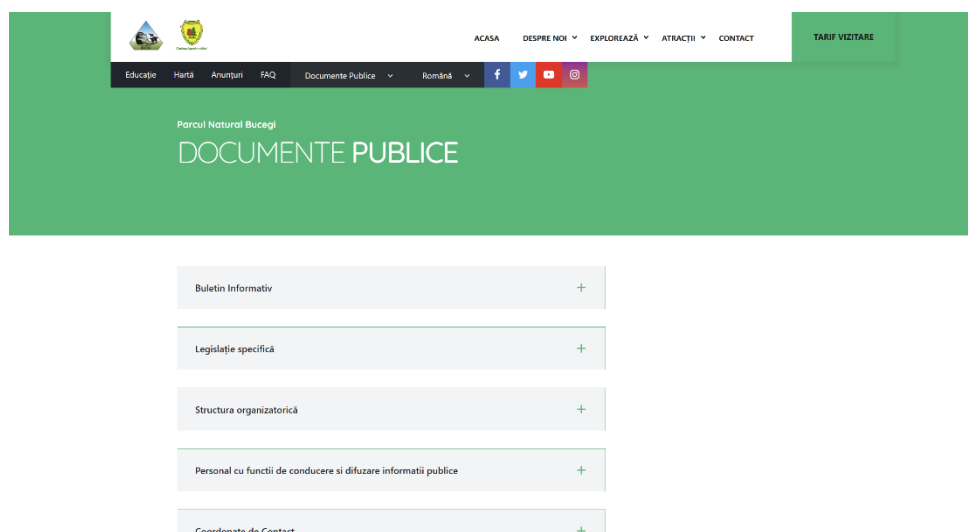 ACASA DESPRE NOI EXPLOREAZĂ ATRACȚII CONTACT TARIF VIZITARE
Educație Hartă Anunțuri FAQ Documente Publice Română
Parcul Natural Bucegi
DOCUMENTE PUBLICE
Buletin Informativ
Legislație specifică
Structura organizatorică
Personal cu functii de conducere si difuzare informatii publice
Coordonate de Contact